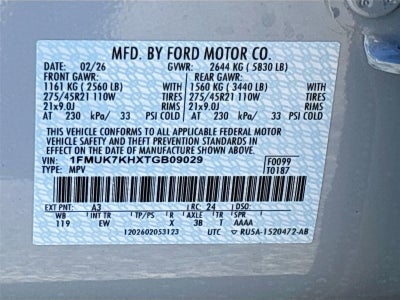 MFD. BY FORD MOTOR CO.
DATE: 02/26 GVWR: 2644 KG ( 5830 LB)
FRONT GAWR: REAR GAWR:
1161 KG ( 2560 LB) WITH 1560 KG ( 3440 LB) WITH
275/45R21 110W TIRES 275/45R21 110W TIRES
21x9.0J RIMS 21x9.0J RIMS
AT 230 kPa/ 33 PSI COLD AT 230 kPa/ 33 PSI COLD
THIS VEHICLE CONFORMS TO ALL APPLICABLE FEDERAL MOTOR
VEHICLE SAFETY AND THEFT PREVENTION STANDARDS IN
EFFECT ON THE DATE OF MANUFACTURE SHOWN ABOVE.
VIN: 1FMUK7KHXTGB09029 F0099
TYPE: MPV T0187
EXT PNT: A3 RC: 24 DSO:
WB INT TR TP/PS R AXLE TR SPR
119 EW X 3B T AAAA
1202602053123 UTC RU5A-1520472-AB